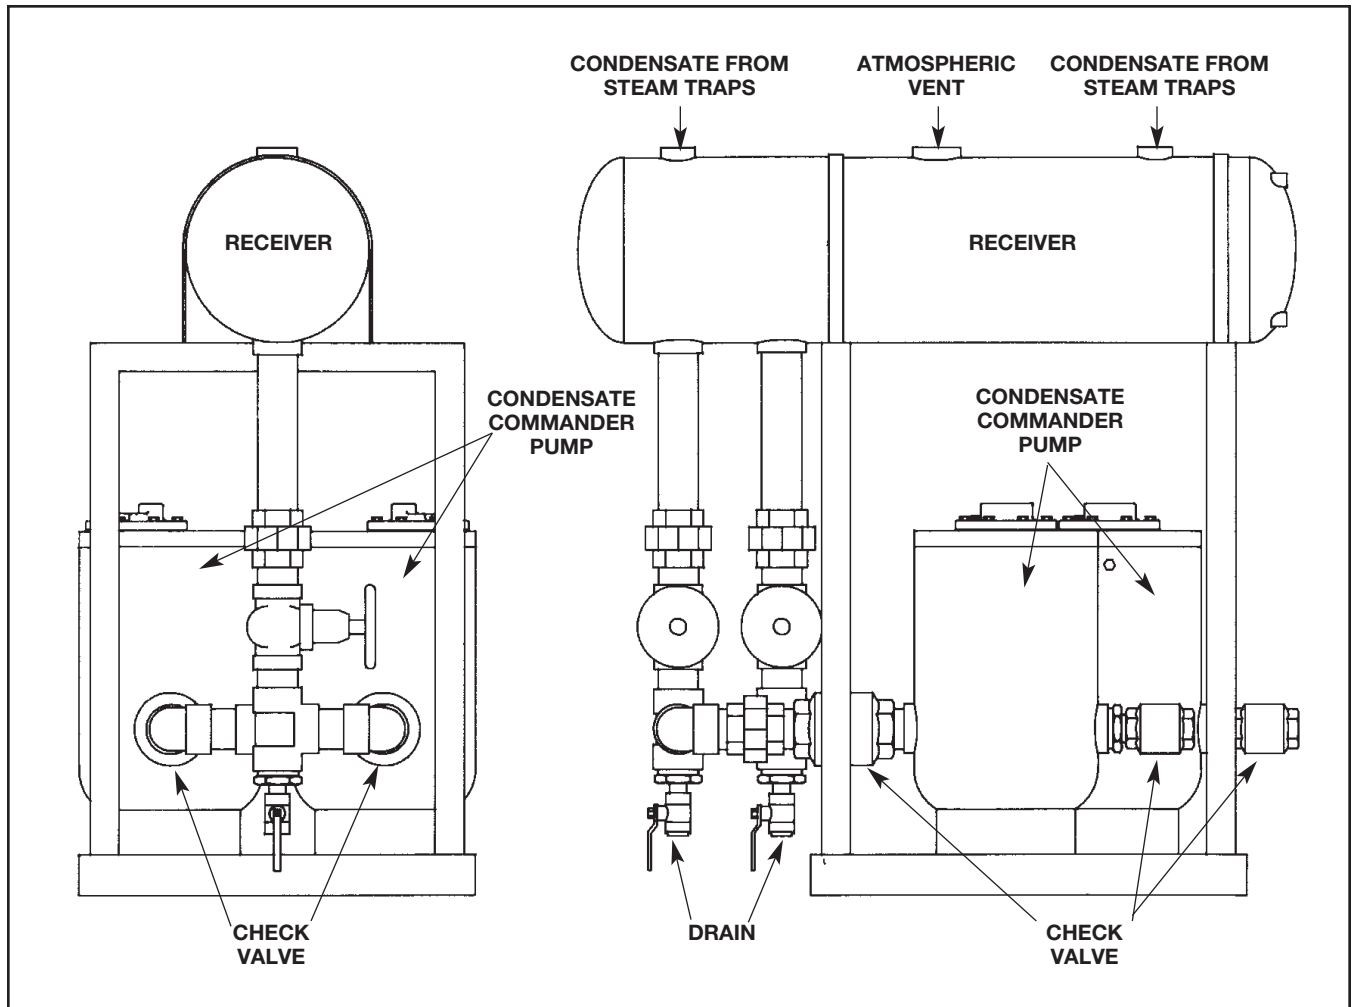 CONDENSATE FROM
STEAM TRAPS
ATMOSPHERIC
VENT
CONDENSATE FROM
STEAM TRAPS
RECEIVER
RECEIVER
CONDENSATE
COMMANDER
PUMP
CONDENSATE
COMMANDER
PUMP
CHECK
VALVE
DRAIN
CHECK
VALVE